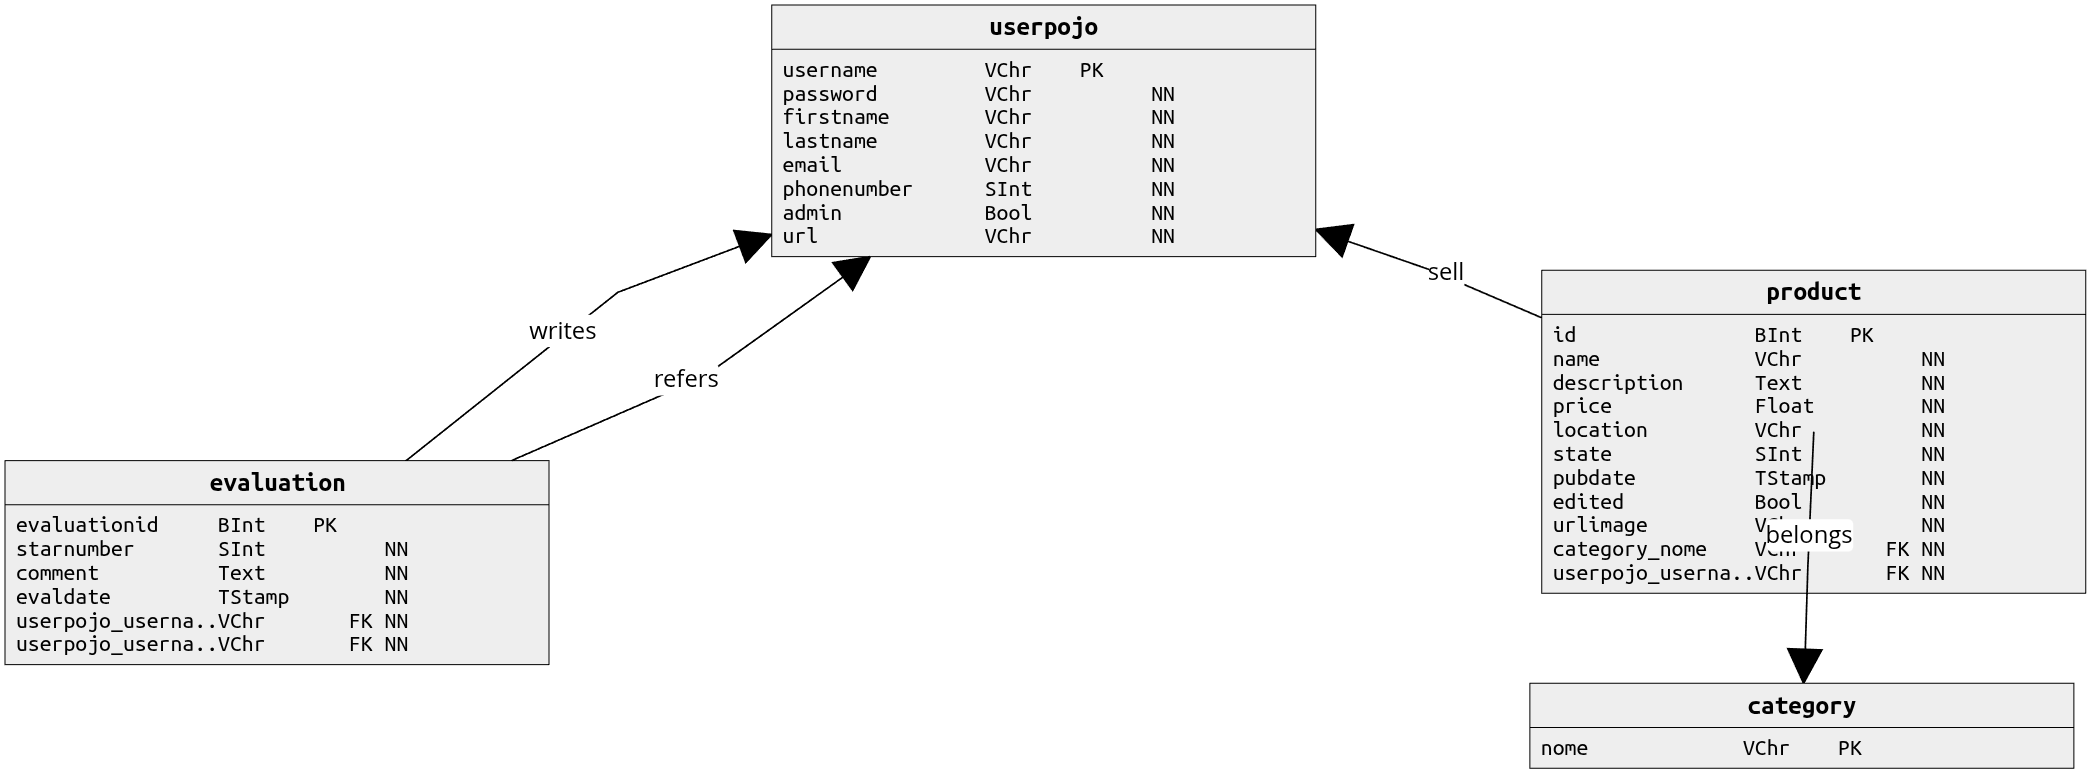 userpojo
username VChr PK
password VChr NN
firstname VChr NN
lastname VChr NN
email VChr NN
phonenumber SInt NN
admin Bool NN
url VChr NN
writes
refers
sell
evaluation
evaluationid BInt PK
starnumber SInt NN
comment Text NN
evaldate TStamp NN
userpojo_userna..VChr FK NN
userpojo_userna..VChr FK NN
product
id BInt PK
name VChr NN
description Text NN
price Float NN
location VChr NN
state SInt NN
pubdate TStamp NN
edited Bool NN
urlimage VChr NN
belongs
category_nome VChr FK NN
userpojo_userna..VChr FK NN
category
nome VChr PK